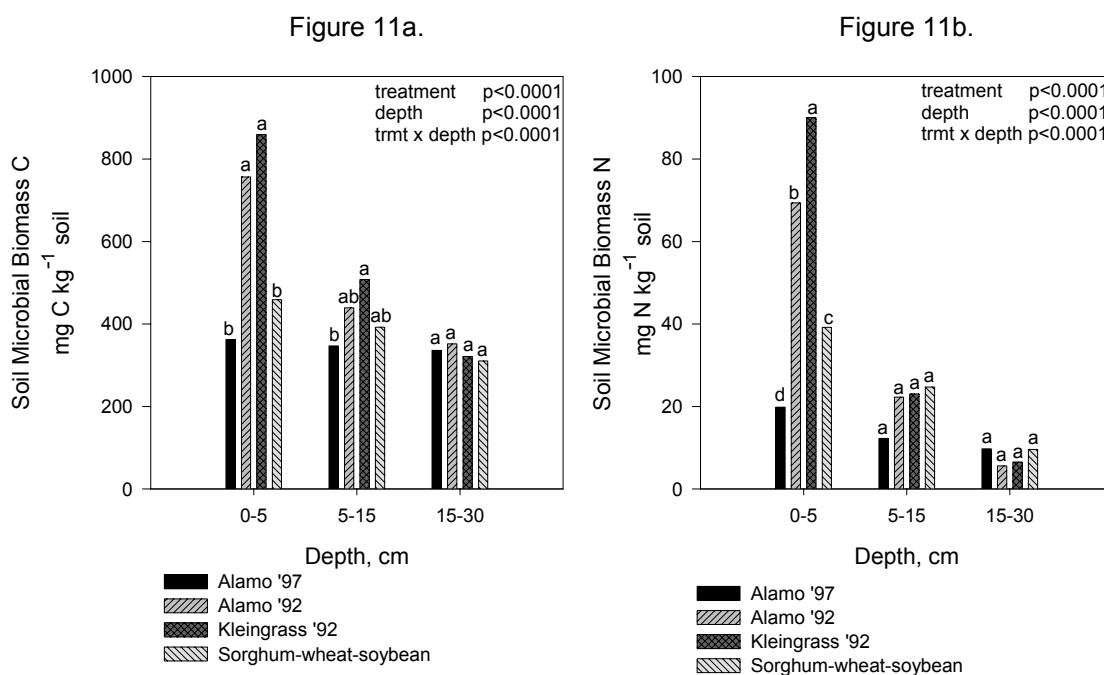 Figure 11a.
Soil Microbial Biomass C
mg C kg⁻¹ soil
1000
800
600
400
200
0
treatment p<0.0001
depth p<0.0001
trmt x depth p<0.0001
b
a
a
b
b
ab
a
ab
a
a
a
a
0-5
5-15
15-30
Depth, cm
Alamo '97
Alamo '92
Kleingrass '92
Sorghum-wheat-soybean
Figure 11b.
Soil Microbial Biomass N
mg N kg⁻¹ soil
100
80
60
40
20
0
treatment p<0.0001
depth p<0.0001
trmt x depth p<0.0001
d
b
a
c
a
a
a
a
a
a
a
a
0-5
5-15
15-30
Depth, cm
Alamo '97
Alamo '92
Kleingrass '92
Sorghum-wheat-soybean